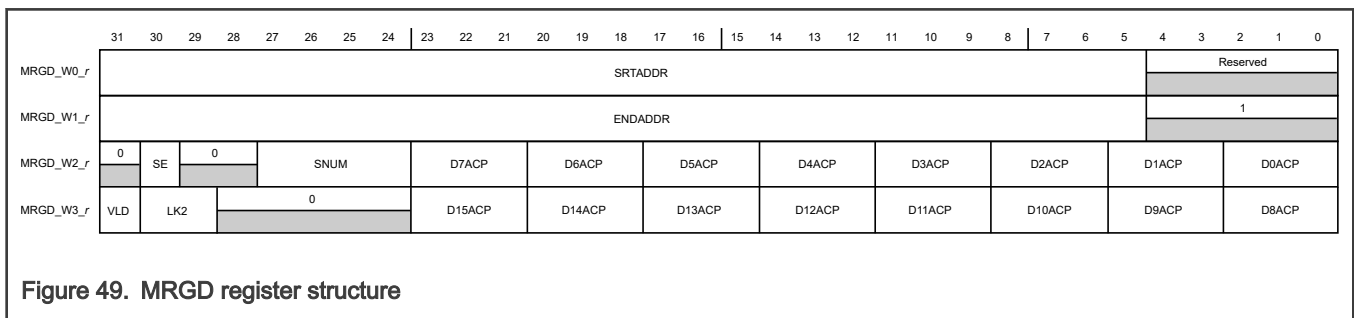 31 30 29 28 27 26 25 24 23 22 21 20 19 18 17 16 15 14 13 12 11 10 9 8 7 6 5 4 3 2 1 0
MRGD_W0_r SRTADDR Reserved
MRGD_W1_r ENDADDR 1
MRGD_W2_r 0 SE 0 SNUM D7ACP D6ACP D5ACP D4ACP D3ACP D2ACP D1ACP D0ACP
MRGD_W3_r VLD LK2 0 D15ACP D14ACP D13ACP D12ACP D11ACP D10ACP D9ACP D8ACP
Figure 49. MRGD register structure